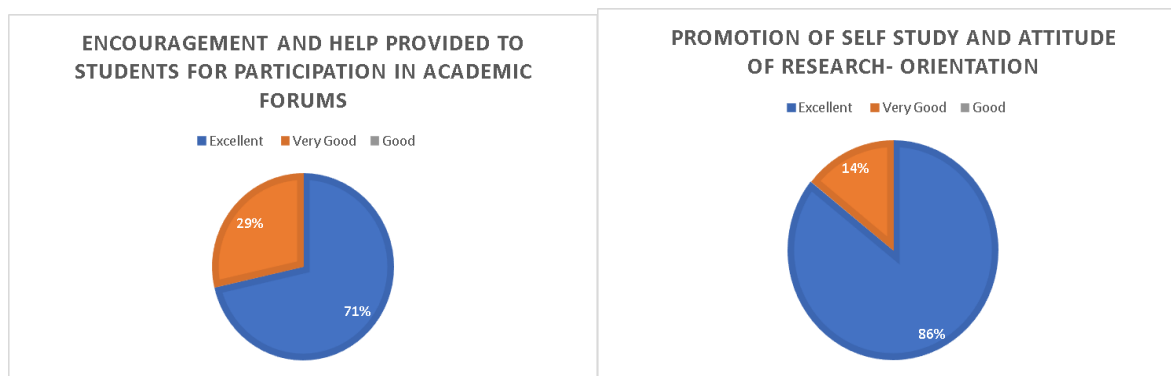 ENCOURAGEMENT AND HELP PROVIDED TO
STUDENTS FOR PARTICIPATION IN ACADEMIC
FORUMS
Excellent Very Good Good
29%
71%
PROMOTION OF SELF STUDY AND ATTITUDE
OF RESEARCH- ORIENTATION
Excellent Very Good Good
14%
86%